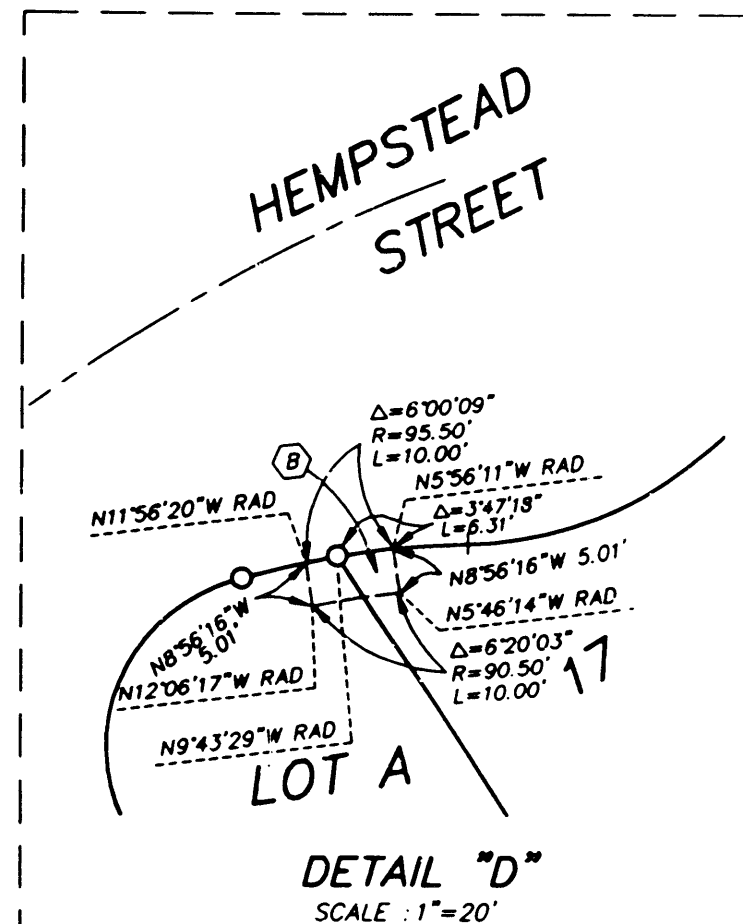 HEMPSTEAD
STREET
Δ=6°00'09"
R=95.50'
L=10.00'
B
N5°56'11"W RAD
N11°56'20"W RAD
Δ=3°47'18"
L=6.31'
N8°56'16"W 5.01'
N8°56'16"W
5.01'
N5°46'14"W RAD
N12°06'17"W RAD
Δ=6°20'03"
R=90.50'
L=10.00'
17
N9°43'29"W RAD
LOT A
DETAIL "D"
SCALE : 1"=20'